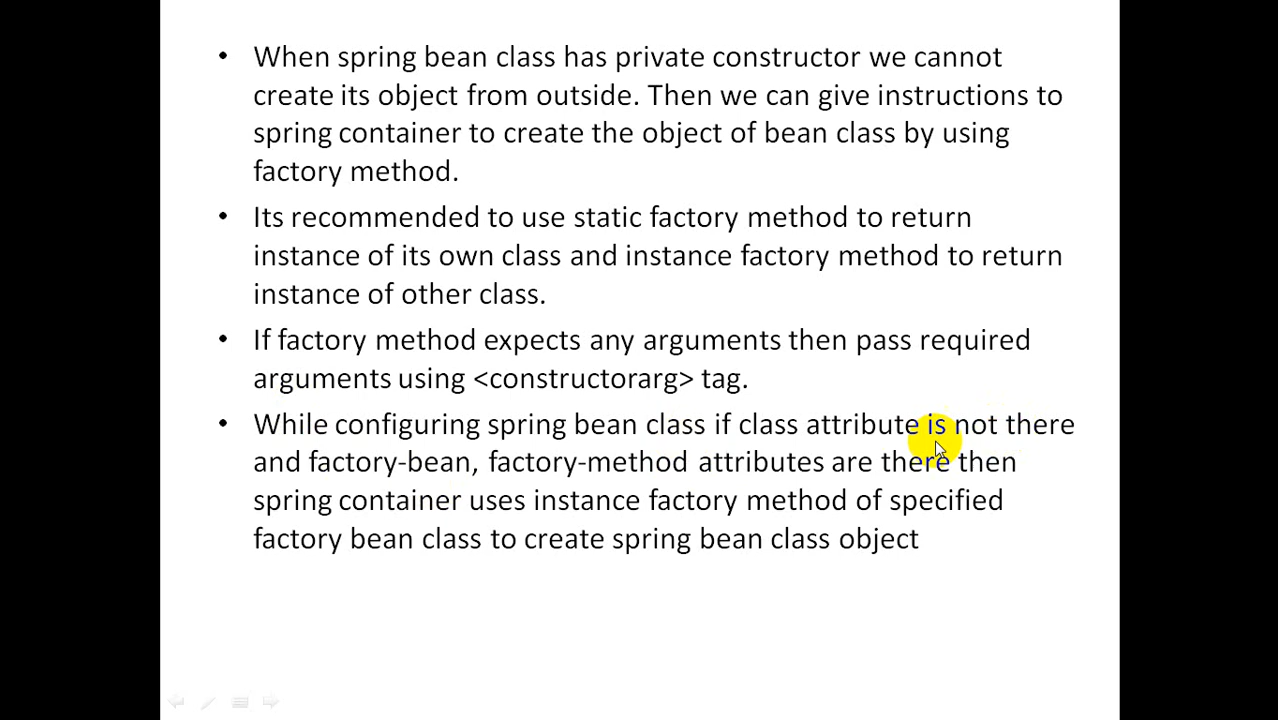 • When spring bean class has private constructor we cannot
create its object from outside. Then we can give instructions to
spring container to create the object of bean class by using
factory method.
• Its recommended to use static factory method to return
instance of its own class and instance factory method to return
instance of other class.
• If factory method expects any arguments then pass required
arguments using <constructorarg> tag.
• While configuring spring bean class if class attribute is not there
and factory-bean, factory-method attributes are there then
spring container uses instance factory method of specified
factory bean class to create spring bean class object